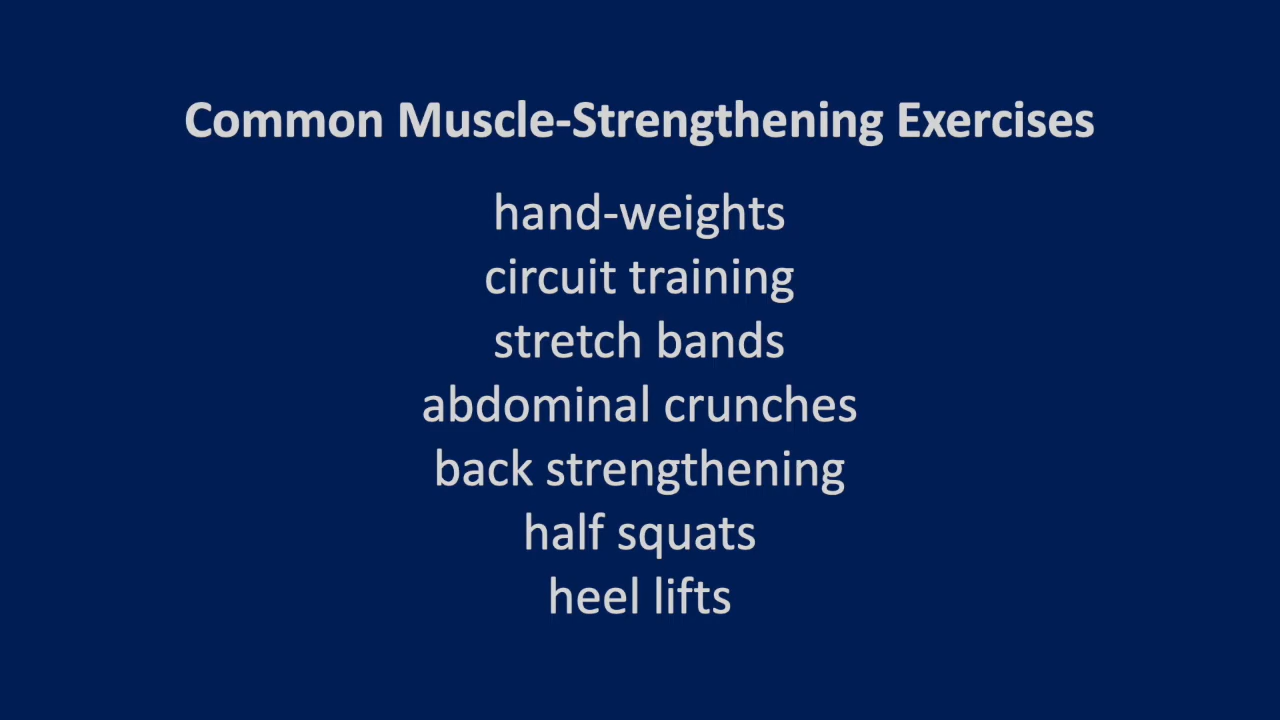 Common Muscle-Strengthening Exercises
hand-weights
circuit training
stretch bands
abdominal crunches
back strengthening
half squats
heel lifts